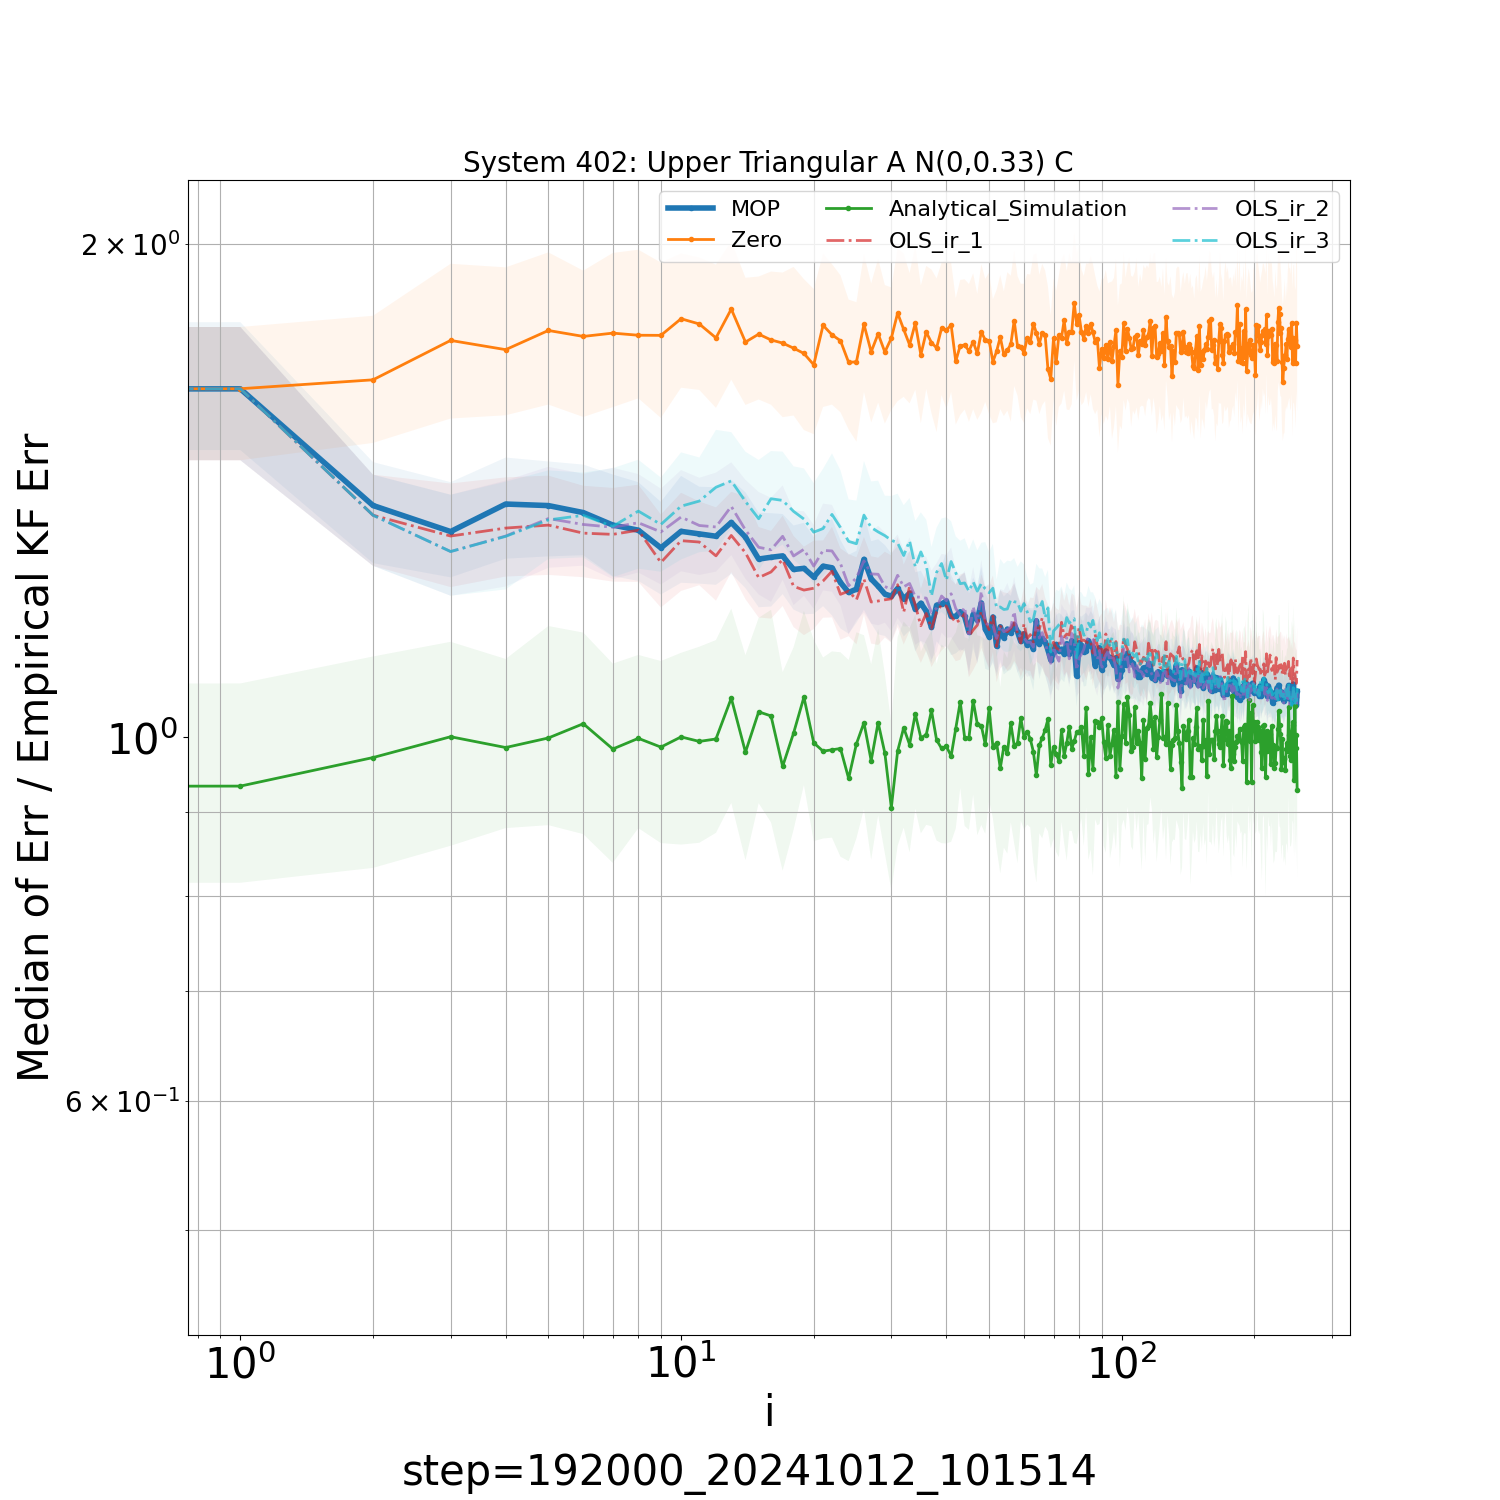 System 402: Upper Triangular A N(0,0.33) C
MOP
Zero
Analytical_Simulation
OLS_ir_1
OLS_ir_2
OLS_ir_3
Median of Err / Empirical KF Err
2 × 10⁰
10⁰
6 × 10⁻¹
10⁰ 10¹ 10²
i
step=192000_20241012_101514